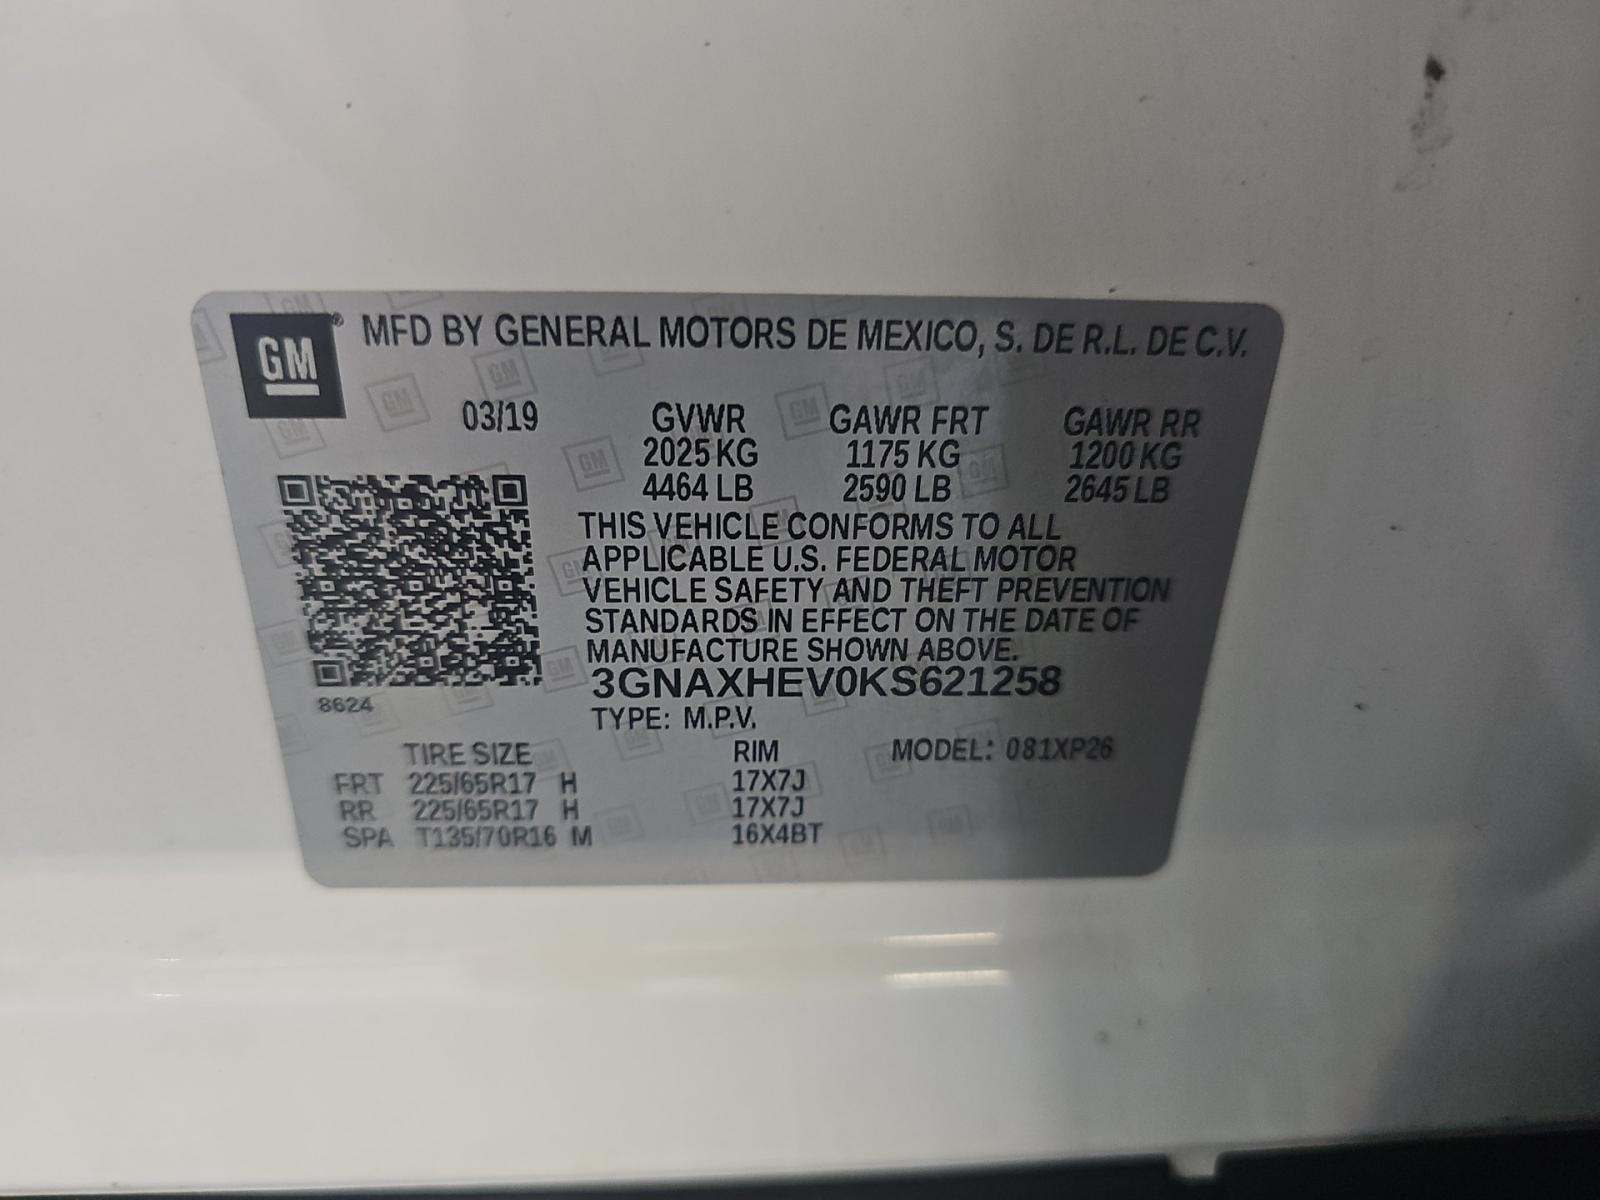 GM® MFD BY GENERAL MOTORS DE MEXICO, S. DE R.L. DE C.V.
03/19 GVWR GAWR FRT GAWR RR
2025 KG 1175 KG 1200 KG
4464 LB 2590 LB 2645 LB
THIS VEHICLE CONFORMS TO ALL
APPLICABLE U.S. FEDERAL MOTOR
VEHICLE SAFETY AND THEFT PREVENTION
STANDARDS IN EFFECT ON THE DATE OF
MANUFACTURE SHOWN ABOVE.
3GNAXHEV0KS621258
8624
TYPE: M.P.V.
TIRE SIZE RIM MODEL: 081XP26
FRT 225/65R17 H 17X7J
RR 225/65R17 H 17X7J
SPA T135/70R16 M 16X4BT